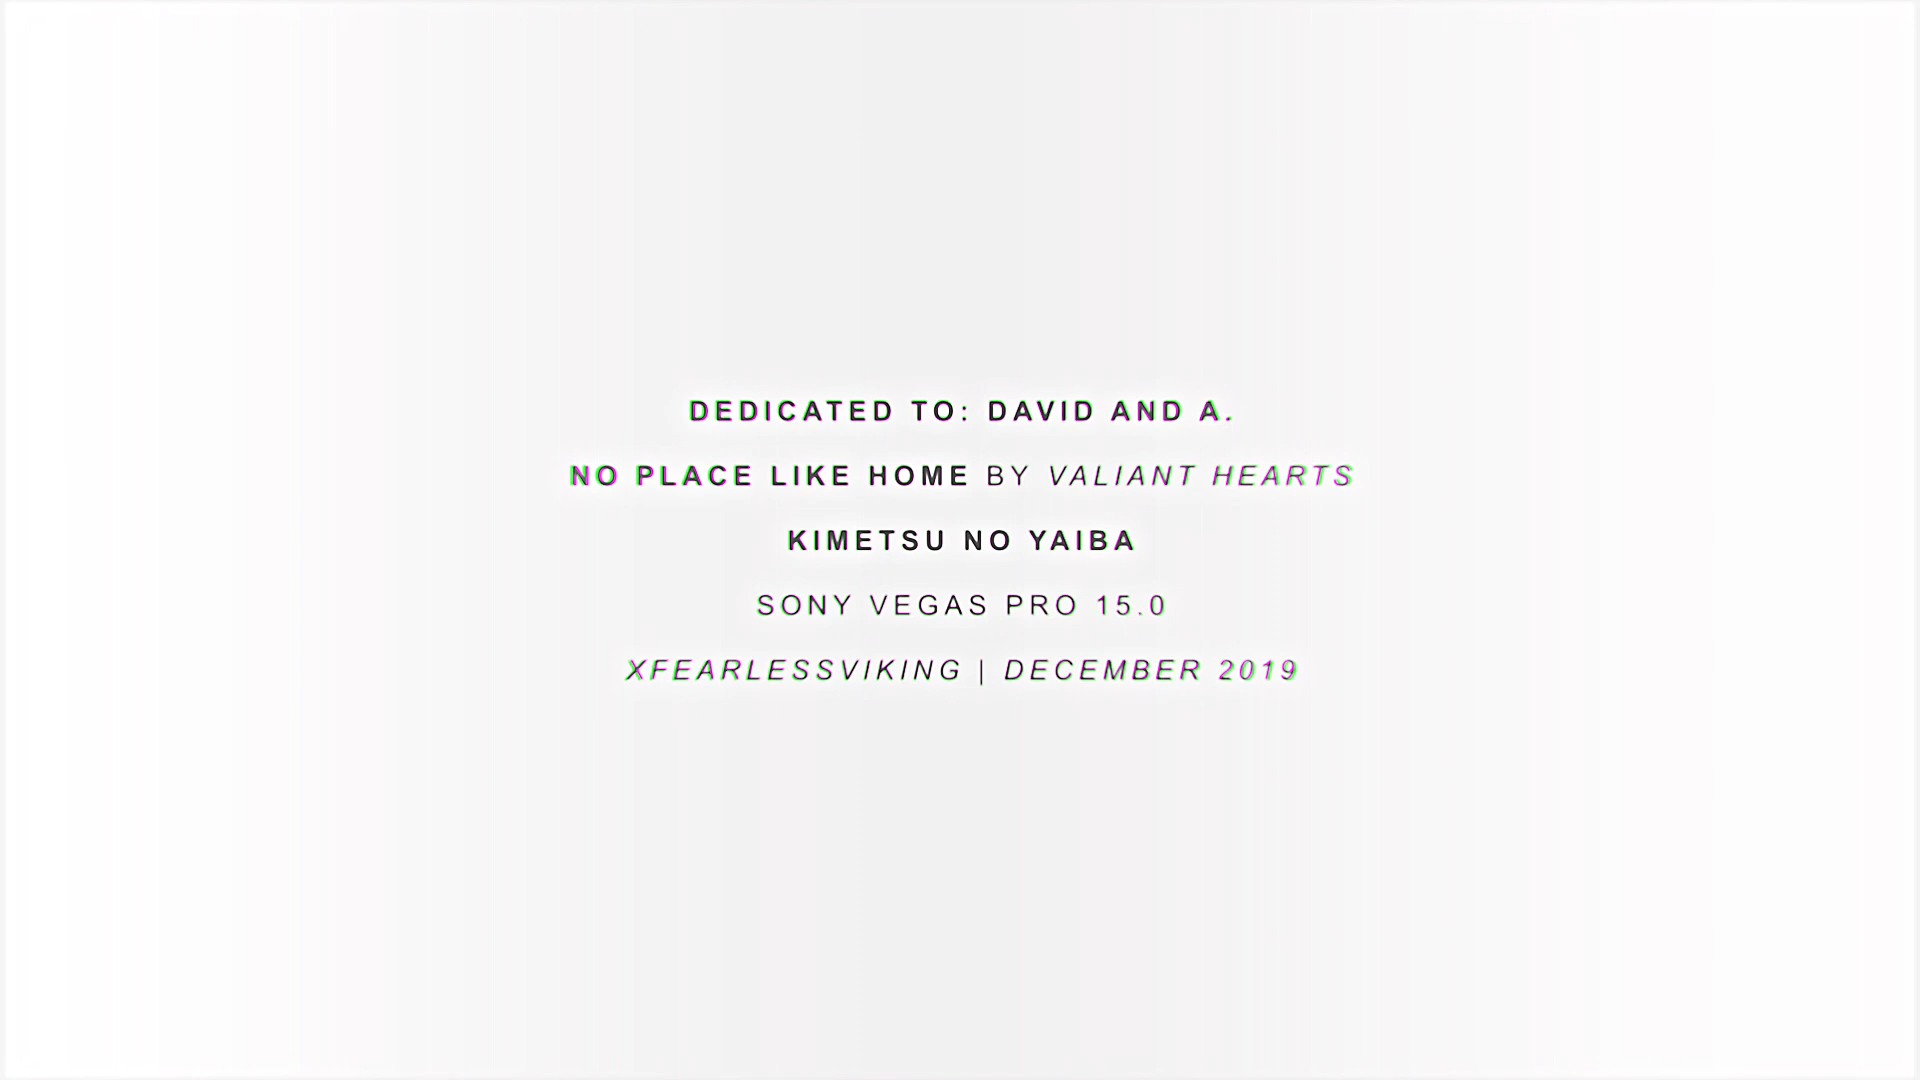 DEDICATED TO: DAVID AND A.
NO PLACE LIKE HOME BY VALIANT HEARTS
KIMETSU NO YAIBA
SONY VEGAS PRO 15.0
XFEARLESSVIKING | DECEMBER 2019